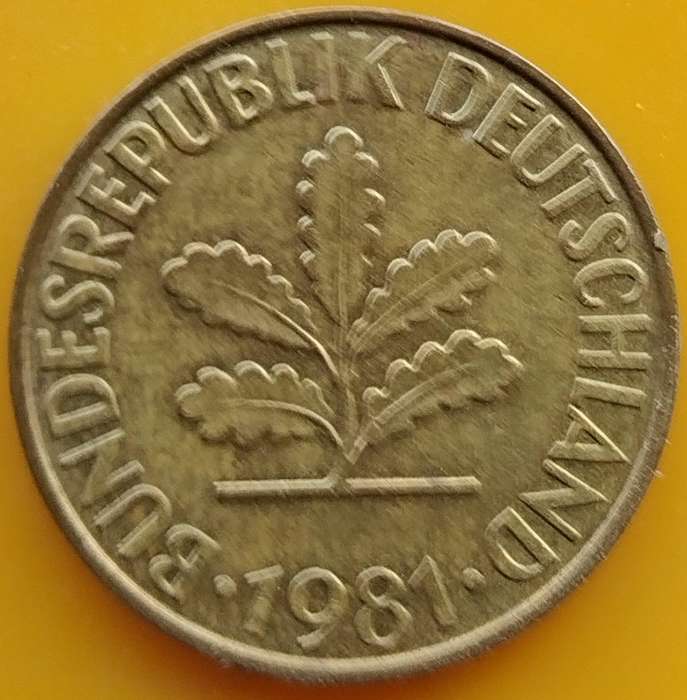 BUNDESREPUBLIK DEUTSCHLAND
· 1981 ·